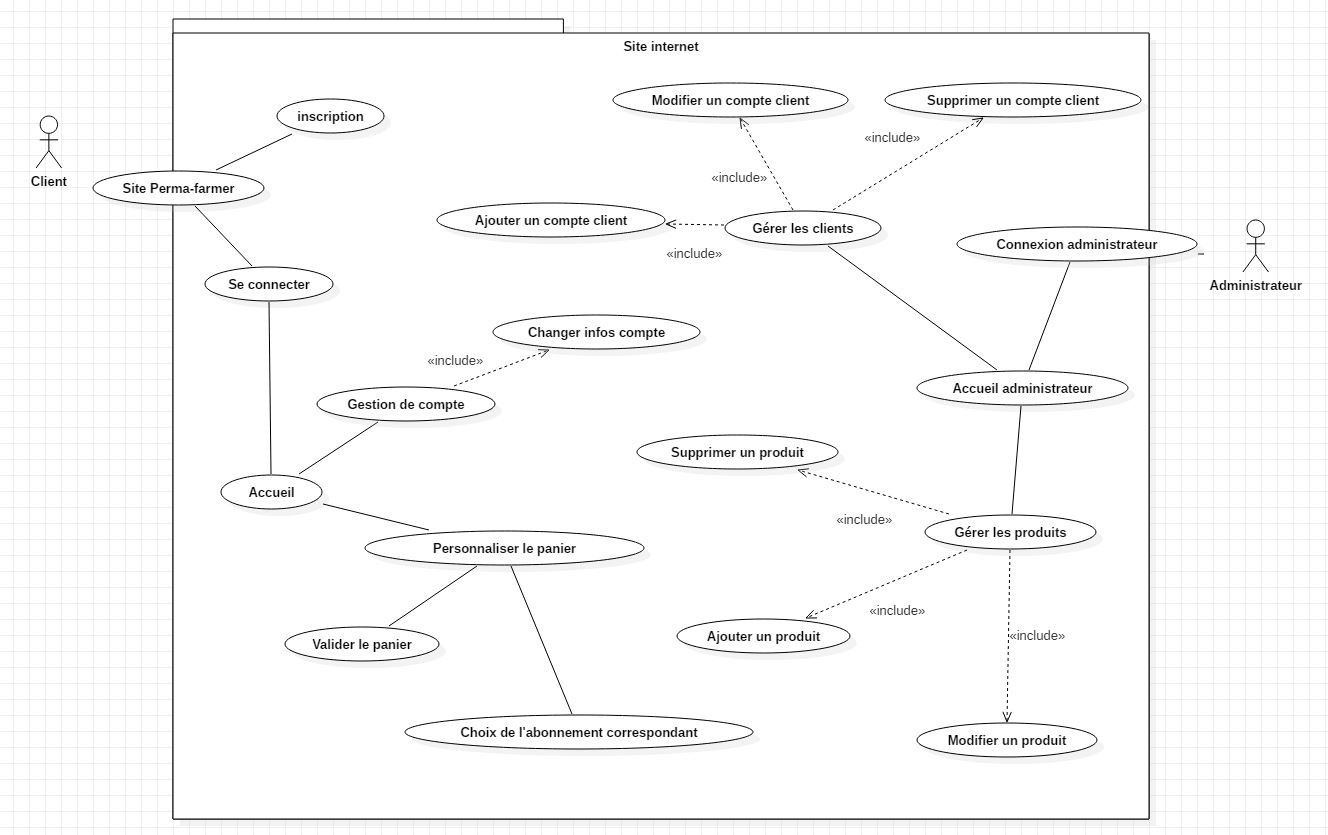 Site internet
Modifier un compte client
Supprimer un compte client
inscription
«include»
Client
«include»
Site Perma-farmer
Ajouter un compte client
Gérer les clients
Connexion administrateur
«include»
Se connecter
Administrateur
Changer infos compte
«include»
Accueil administrateur
Gestion de compte
Supprimer un produit
Accueil
«include»
Gérer les produits
Personnaliser le panier
«include»
Ajouter un produit
«include»
Valider le panier
Choix de l'abonnement correspondant
Modifier un produit